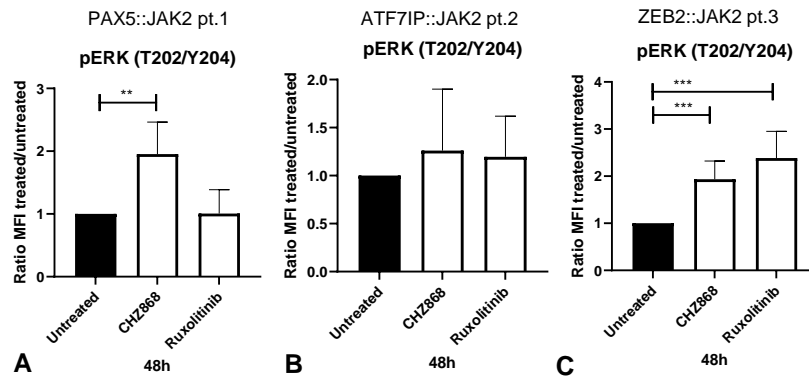 PAX5::JAK2 pt.1
pERK (T202/Y204)
Ratio MFI treated/untreated
3
2
1
0
**
Untreated
CHZ868
Ruxolitinib
48h
A
ATF7IP::JAK2 pt.2
pERK (T202/Y204)
Ratio MFI treated/untreated
2.0
1.5
1.0
0.5
0.0
Untreated
CHZ868
Ruxolitinib
48h
B
ZEB2::JAK2 pt.3
pERK (T202/Y204)
Ratio MFI treated/untreated
4
3
2
1
0
***
***
Untreated
CHZ868
Ruxolitinib
48h
C